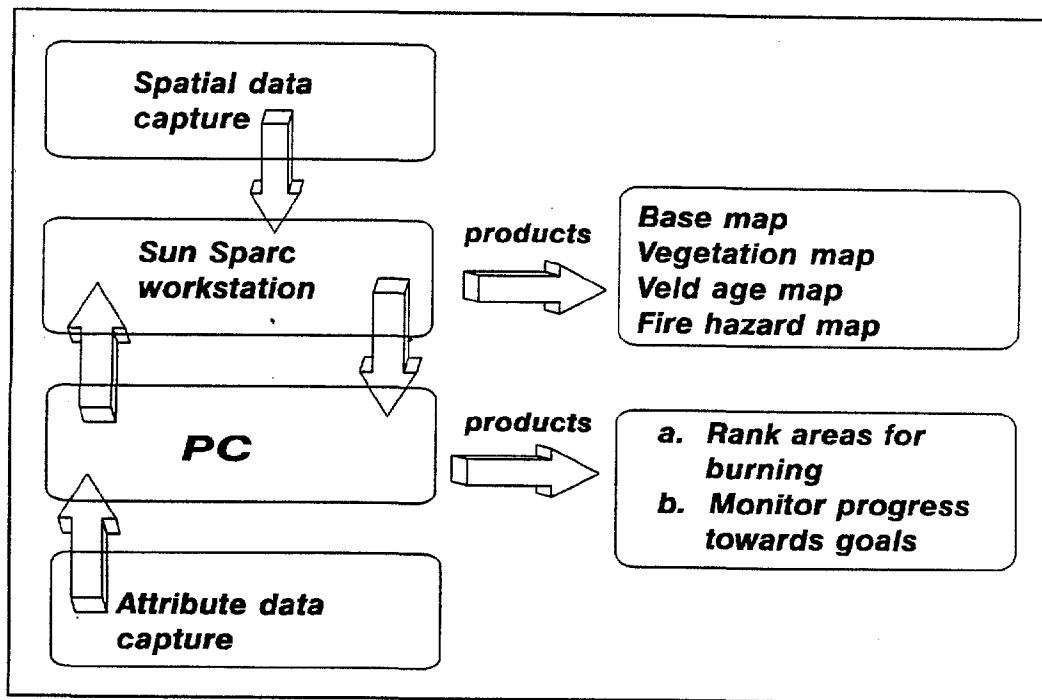 Spatial data
capture
Sun Sparc
workstation
products
Base map
Vegetation map
Veld age map
Fire hazard map
PC
products
a. Rank areas for
burning
b. Monitor progress
towards goals
Attribute data
capture